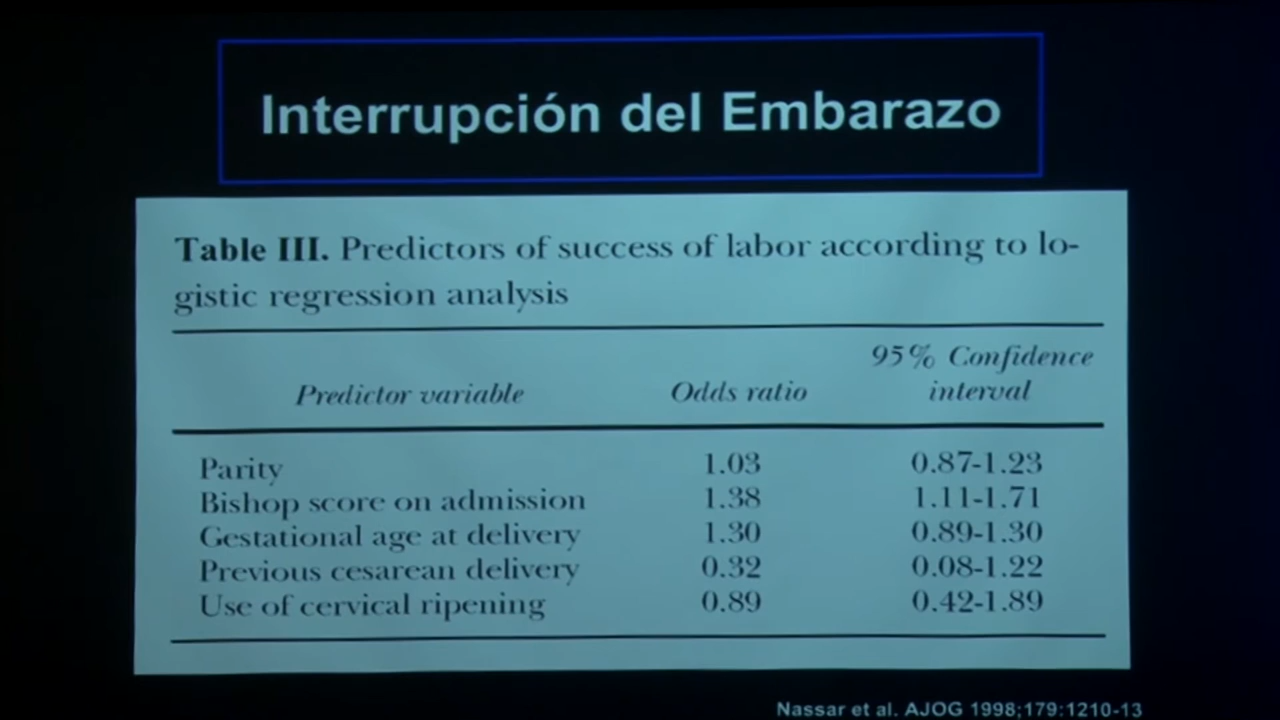 Interrupción del Embarazo
Table III. Predictors of success of labor according to lo-
gistic regression analysis
Predictor variable Odds ratio 95% Confidence interval
Parity 1.03 0.87-1.23
Bishop score on admission 1.38 1.11-1.71
Gestational age at delivery 1.30 0.89-1.30
Previous cesarean delivery 0.32 0.08-1.22
Use of cervical ripening 0.89 0.42-1.89
Nassar et al. AJOG 1998;179:1210-13